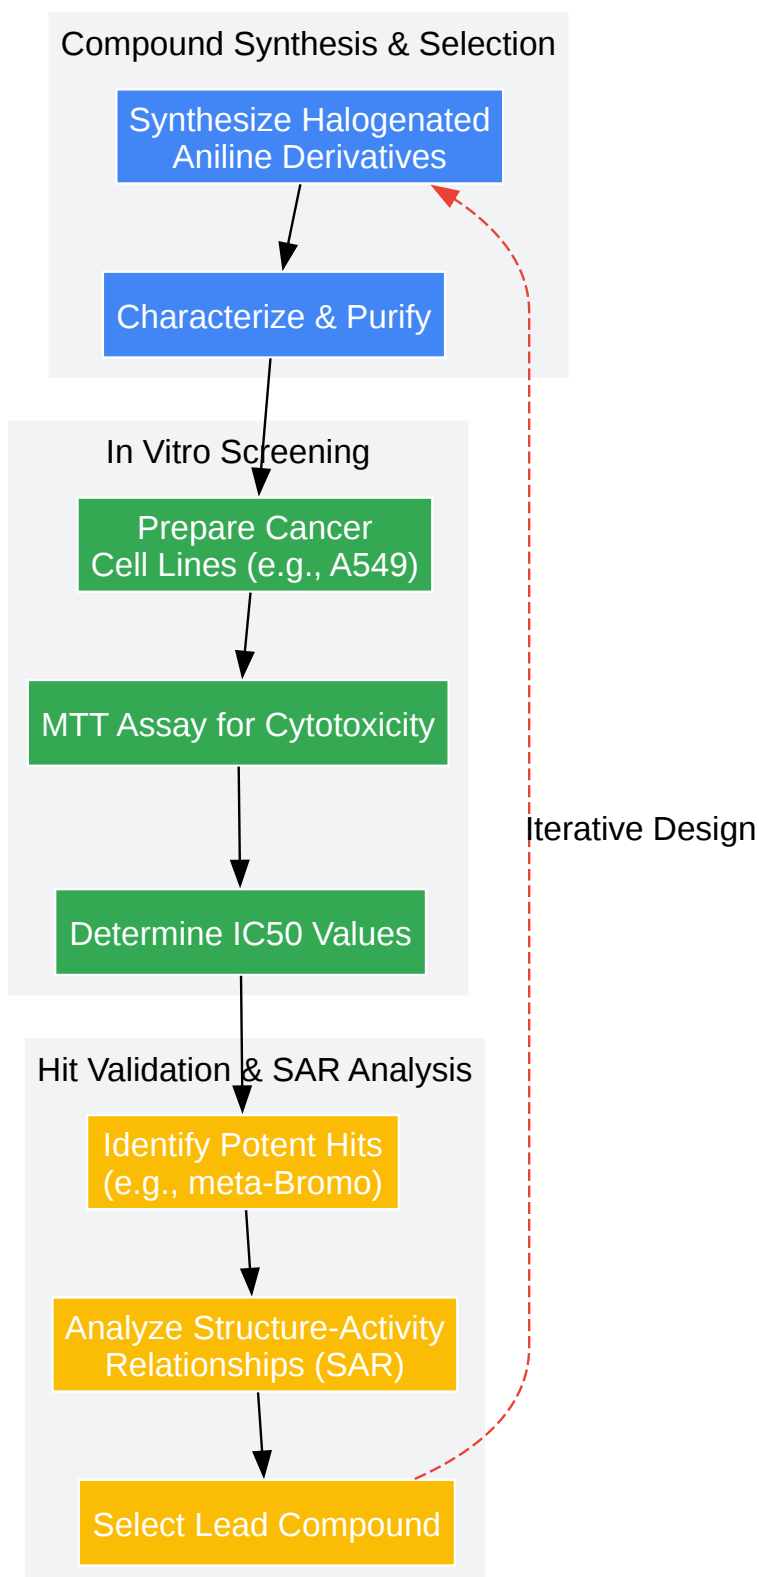 Compound Synthesis & Selection
Synthesize Halogenated
Aniline Derivatives
Characterize & Purify
In Vitro Screening
Prepare Cancer
Cell Lines (e.g., A549)
MTT Assay for Cytotoxicity
Iterative Design
Determine IC50 Values
Hit Validation & SAR Analysis
Identify Potent Hits
(e.g., meta-Bromo)
Analyze Structure-Activity
Relationships (SAR)
Select Lead Compound